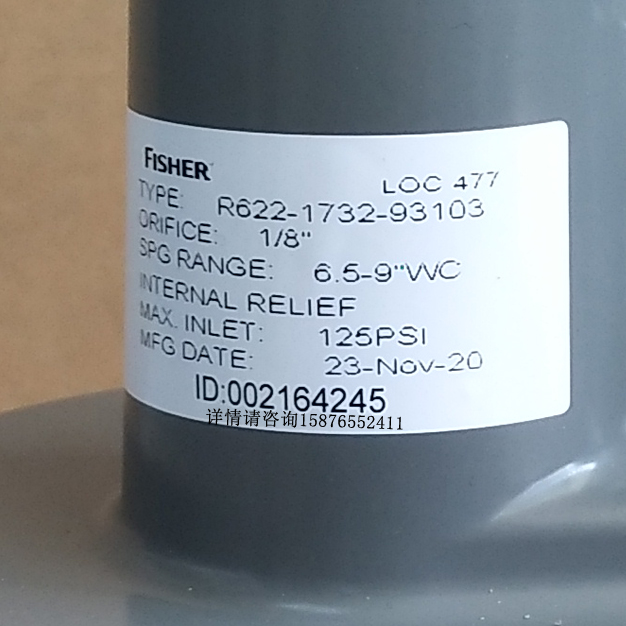 FISHER
LOC 477
TYPE: R622-1732-93103
ORIFICE: 1/8"
SPG RANGE: 6.5-9"WC
INTERNAL RELIEF
MAX. INLET: 125PSI
MFG DATE: 23-Nov-20
ID:002164245
详情请咨询15876552411